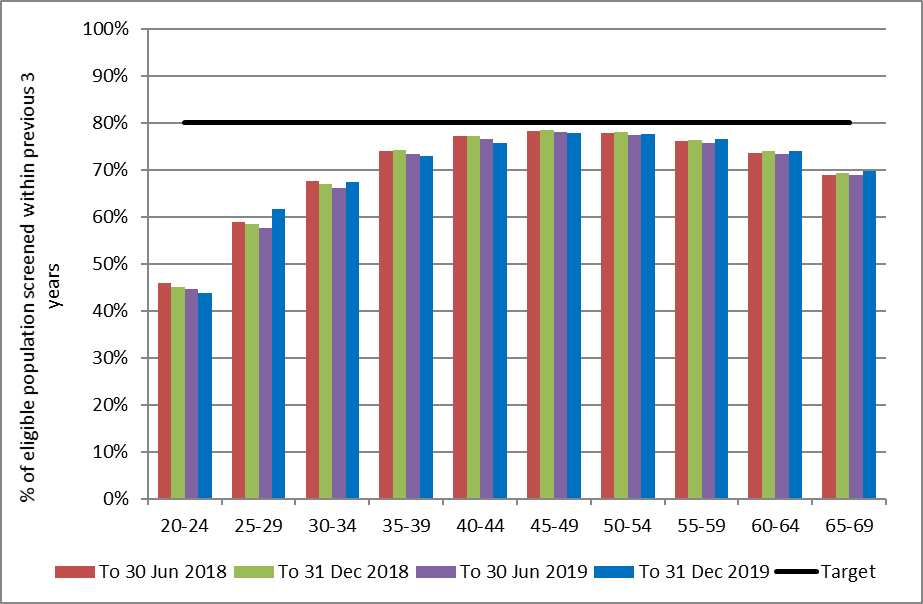 % of eligible population screened within previous 3
years
100%
90%
80%
70%
60%
50%
40%
30%
20%
10%
0%
20-24 25-29 30-34 35-39 40-44 45-49 50-54 55-59 60-64 65-69
To 30 Jun 2018 To 31 Dec 2018 To 30 Jun 2019 To 31 Dec 2019 Target